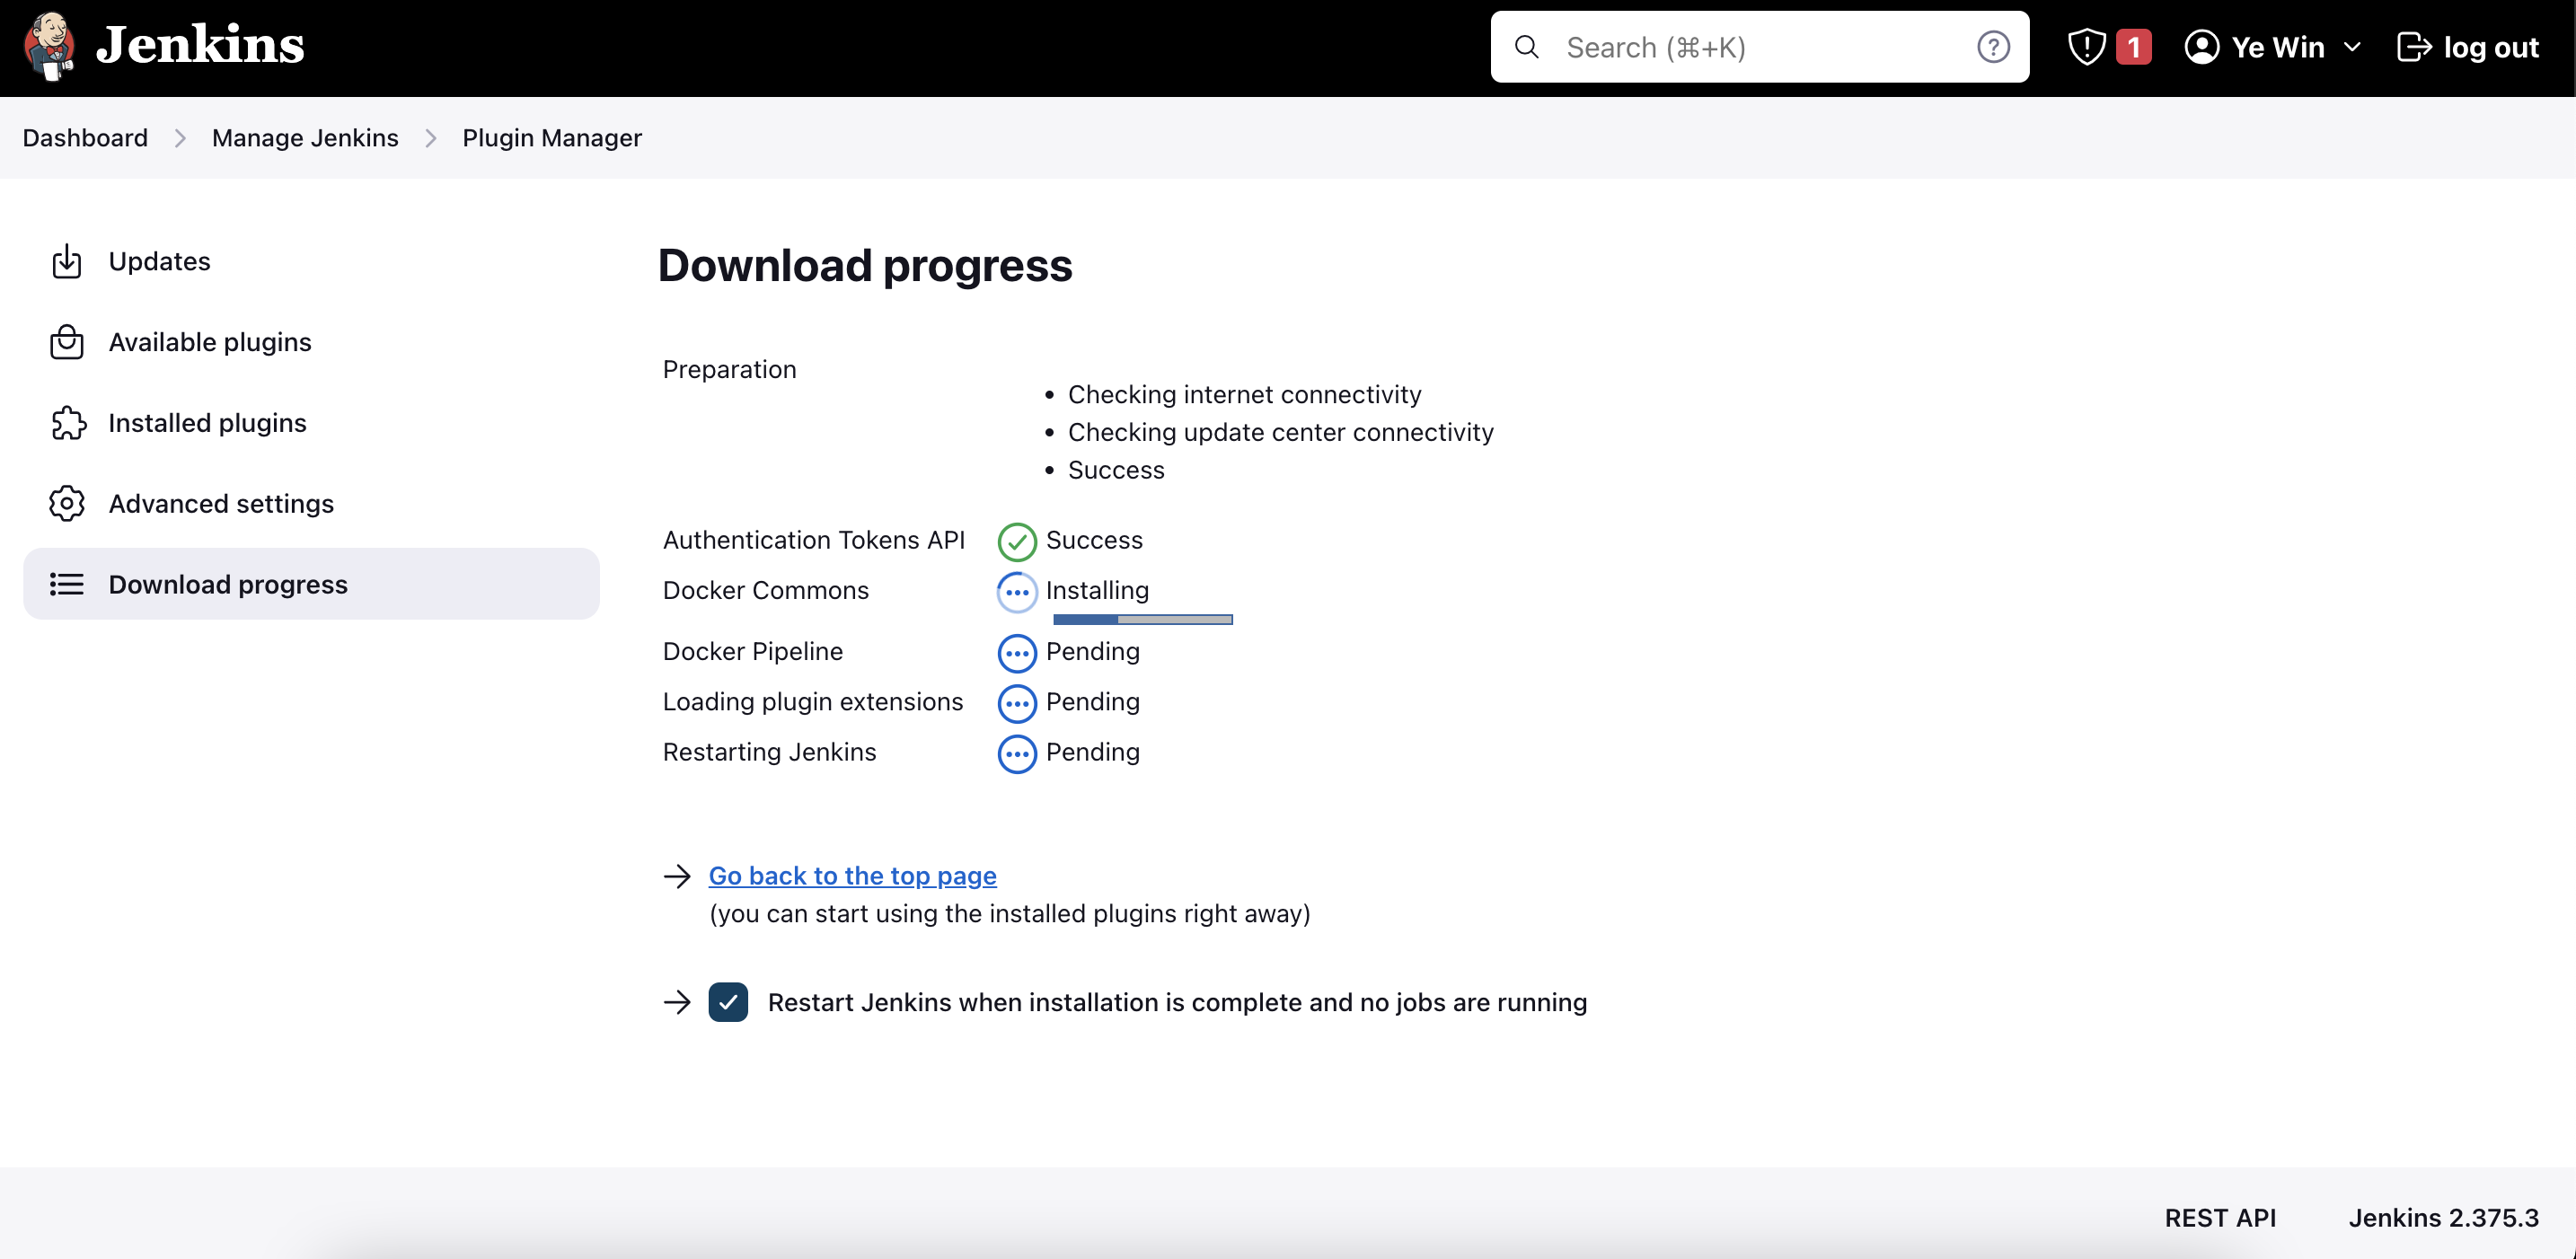 Jenkins
Search (⌘+K)
1
Ye Win
log out
Dashboard
Manage Jenkins
Plugin Manager
Updates
Available plugins
Installed plugins
Advanced settings
Download progress
Download progress
Preparation
• Checking internet connectivity
• Checking update center connectivity
• Success
Authentication Tokens API Success
Docker Commons Installing
Docker Pipeline Pending
Loading plugin extensions Pending
Restarting Jenkins Pending
Go back to the top page
(you can start using the installed plugins right away)
Restart Jenkins when installation is complete and no jobs are running
REST API
Jenkins 2.375.3